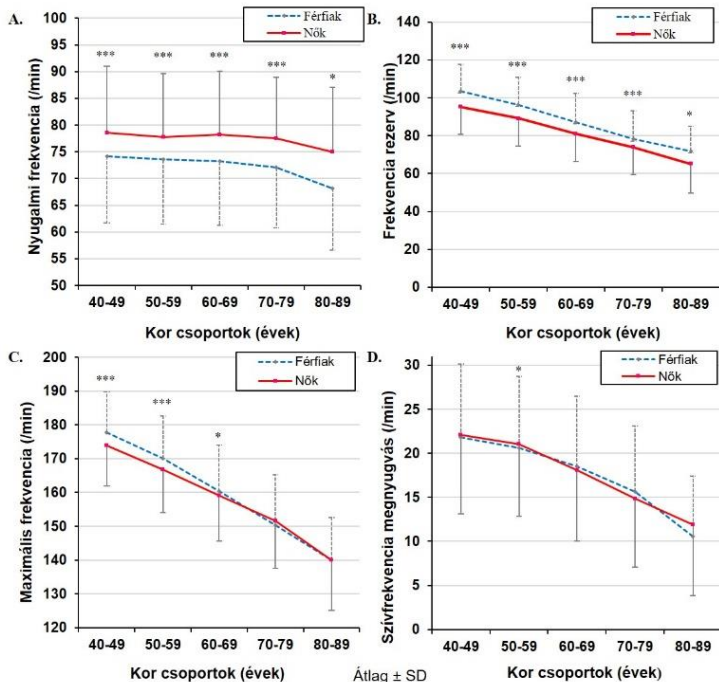 A.
Férfiak
Nők
Nyugalmi frekvencia (/min)
100
95
90
85
80
75
70
65
60
55
50
***
***
***
***
*
40-49 50-59 60-69 70-79 80-89
Kor csoportok (évek)
B.
Férfiak
Nők
Frekvencia rezerv (/min)
140
120
100
80
60
40
20
0
***
***
***
***
*
40-49 50-59 60-69 70-79 80-89
Kor csoportok (évek)
C.
Férfiak
Nők
Maximális frekvencia (/min)
200
190
180
170
160
150
140
130
120
***
***
*
40-49 50-59 60-69 70-79 80-89
Kor csoportok (évek)
D.
Férfiak
Nők
Szívfrekvencia megnyugvás (/min)
30
25
20
15
10
5
0
*
40-49 50-59 60-69 70-79 80-89
Kor csoportok (évek)
Átlag ± SD